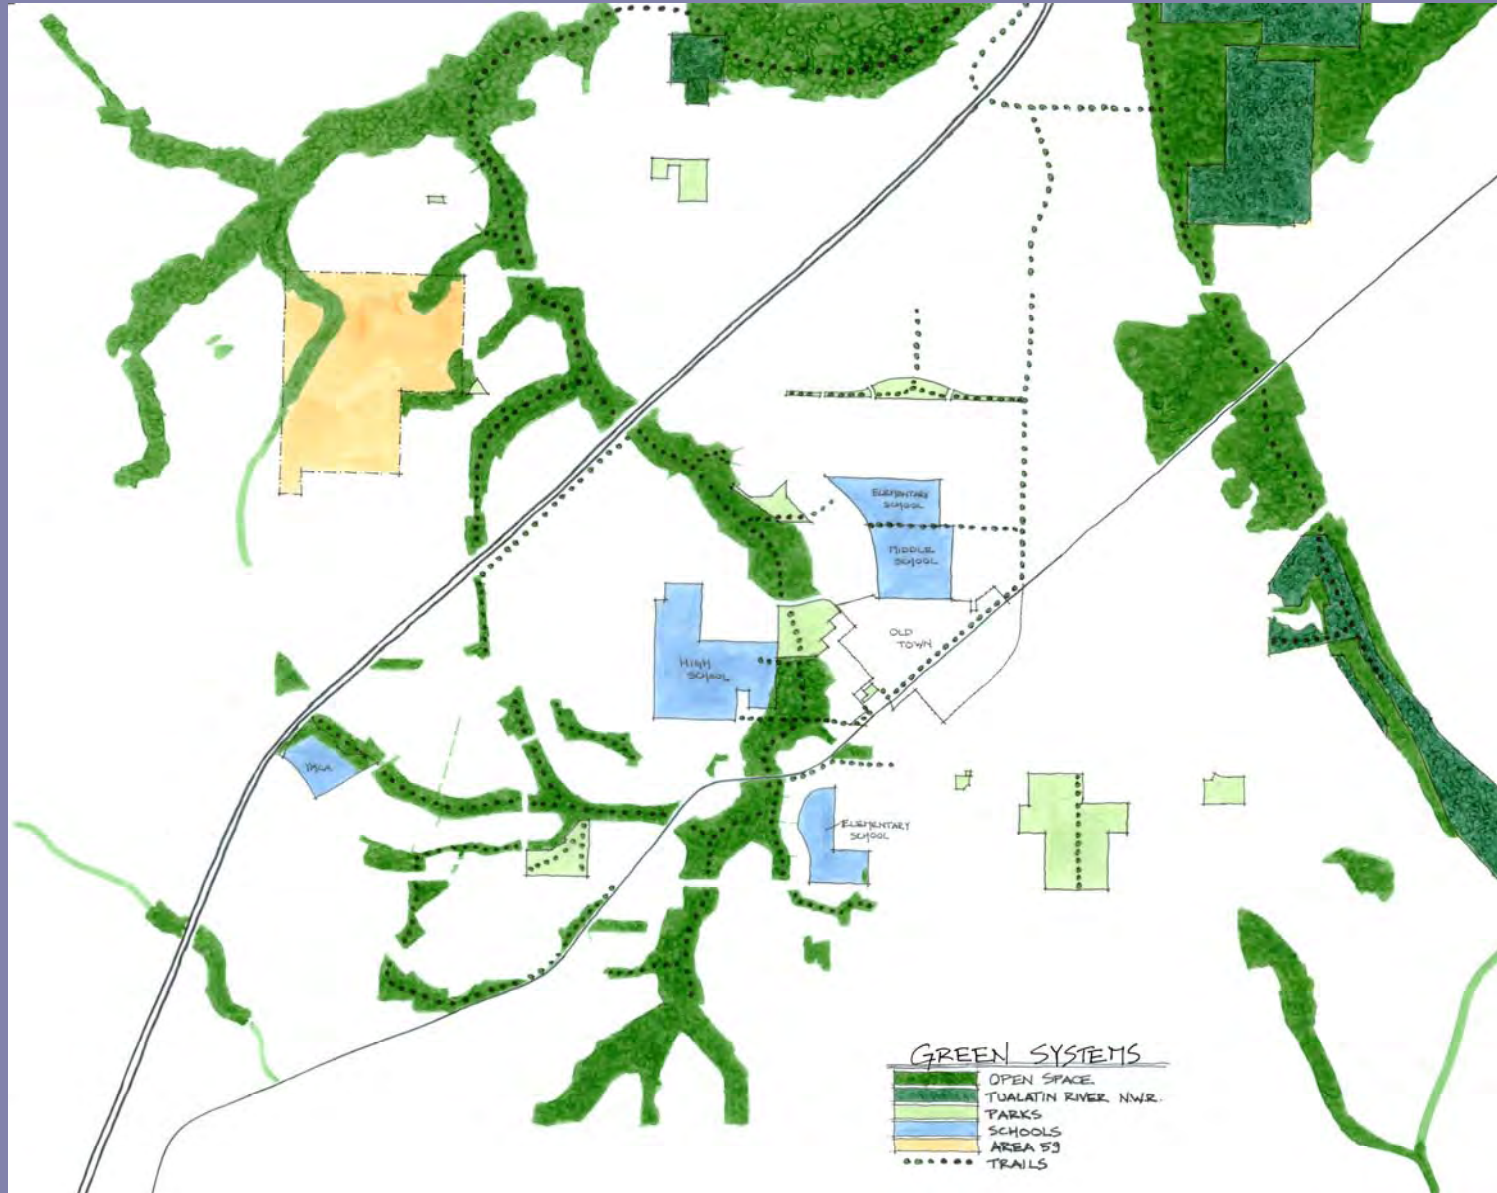 ELEMENTARY
SCHOOL
MIDDLE
SCHOOL
OLD
TOWN
HIGH
SCHOOL
YMCA
ELEMENTARY
SCHOOL
GREEN SYSTEMS
OPEN SPACE
TUALATIN RIVER N.W.R.
PARKS
SCHOOLS
AREA 59
TRAILS